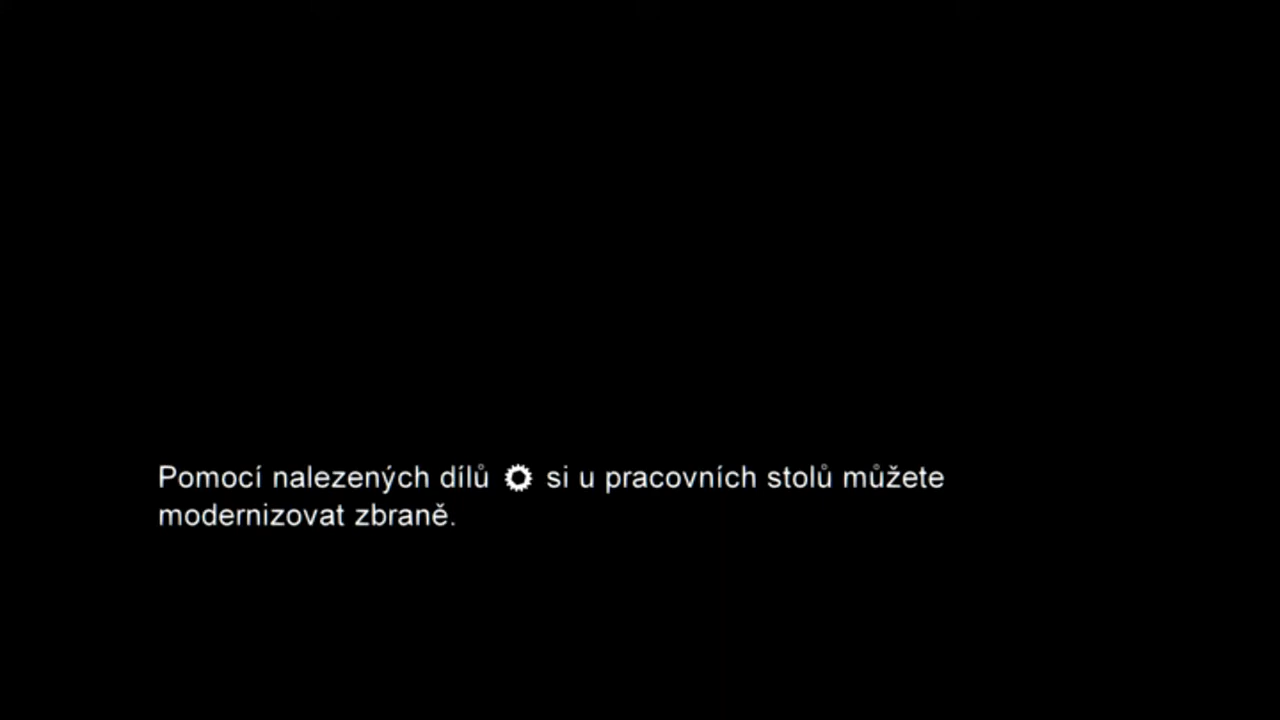 Pomocí nalezených dílů si u pracovních stolů můžete
modernizovat zbraně.